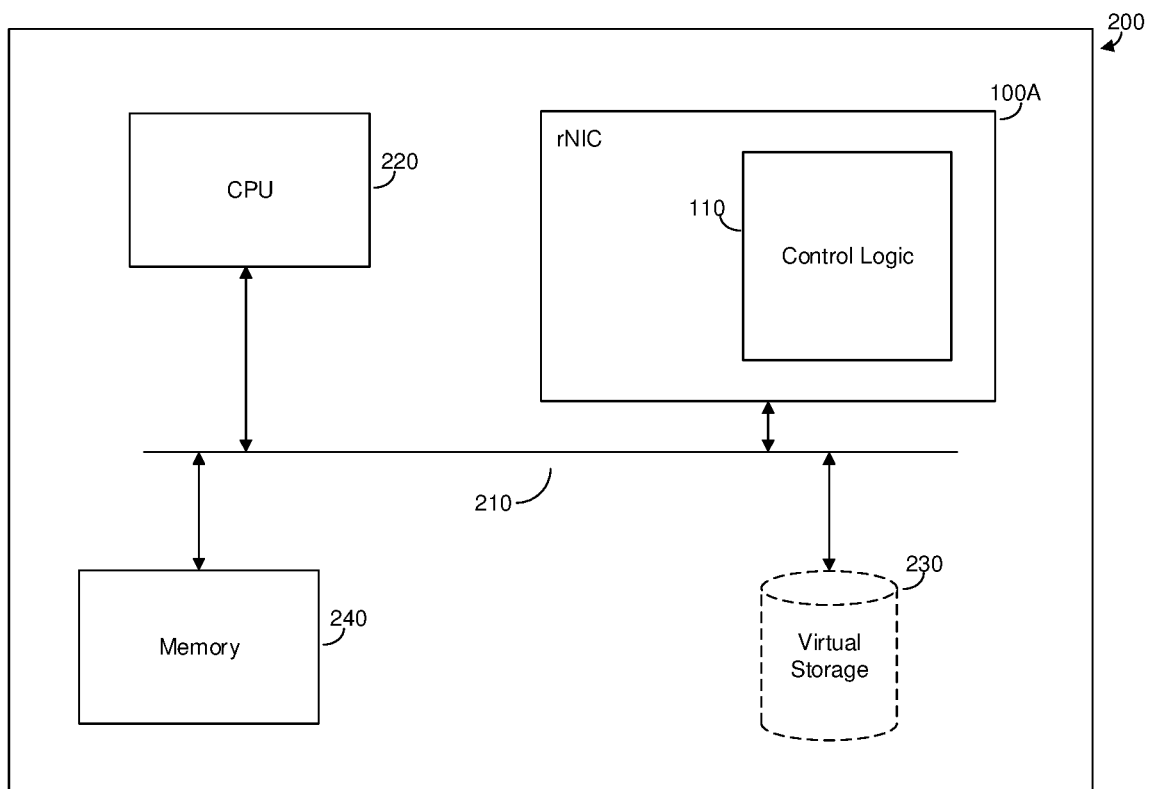 200
100A
rNIC
CPU
220
110
Control Logic
210
230
Memory
240
Virtual
Storage